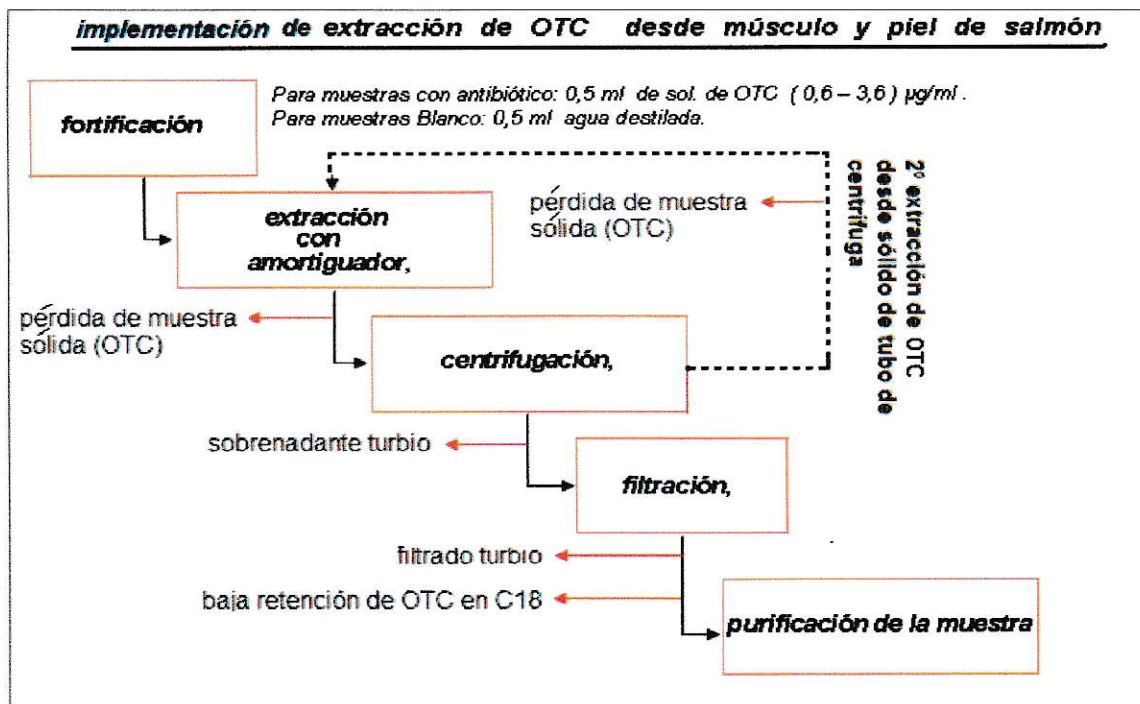 implementación de extracción de OTC desde músculo y piel de salmón
Para muestras con antibiótico: 0,5 ml de sol. de OTC ( 0,6 – 3,6 ) µg/ml .
Para muestras Blanco: 0,5 ml agua destilada.
fortificación
extracción
con
amortiguador,
pérdida de muestra
sólida (OTC)
2º extracción de OTC
desde sólido de tubo de
centrifuga
pérdida de muestra
sólida (OTC)
centrifugación,
sobrenadante turbio
filtración,
filtrado turbio
baja retención de OTC en C18
purificación de la muestra